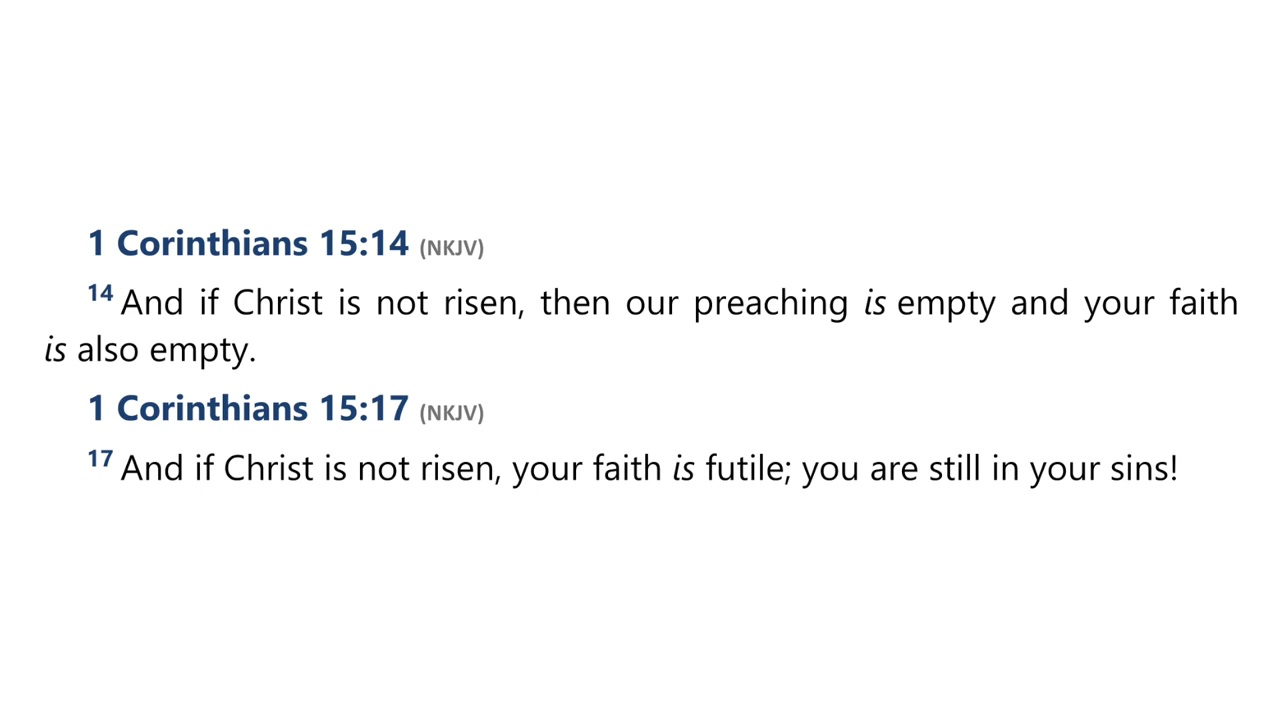 1 Corinthians 15:14 (NKJV)
14 And if Christ is not risen, then our preaching is empty and your faith
is also empty.
1 Corinthians 15:17 (NKJV)
17 And if Christ is not risen, your faith is futile; you are still in your sins!